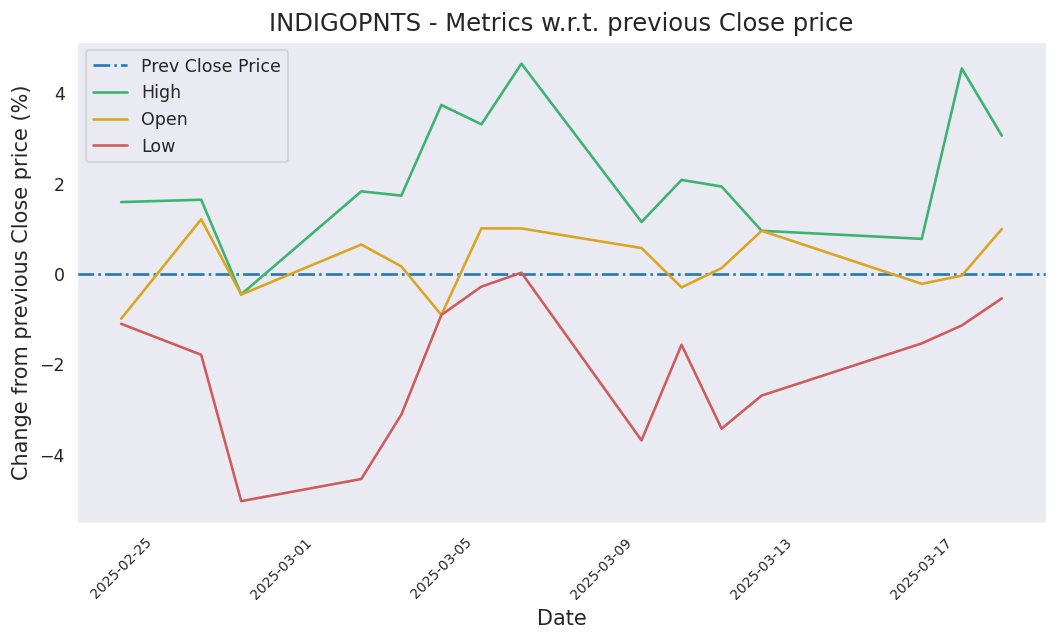 INDIGOPNTS - Metrics w.r.t. previous Close price
Prev Close Price
High
Open
Low
Change from previous Close price (%)
4
2
0
−2
−4
2025-02-25
2025-03-01
2025-03-05
2025-03-09
2025-03-13
2025-03-17
Date